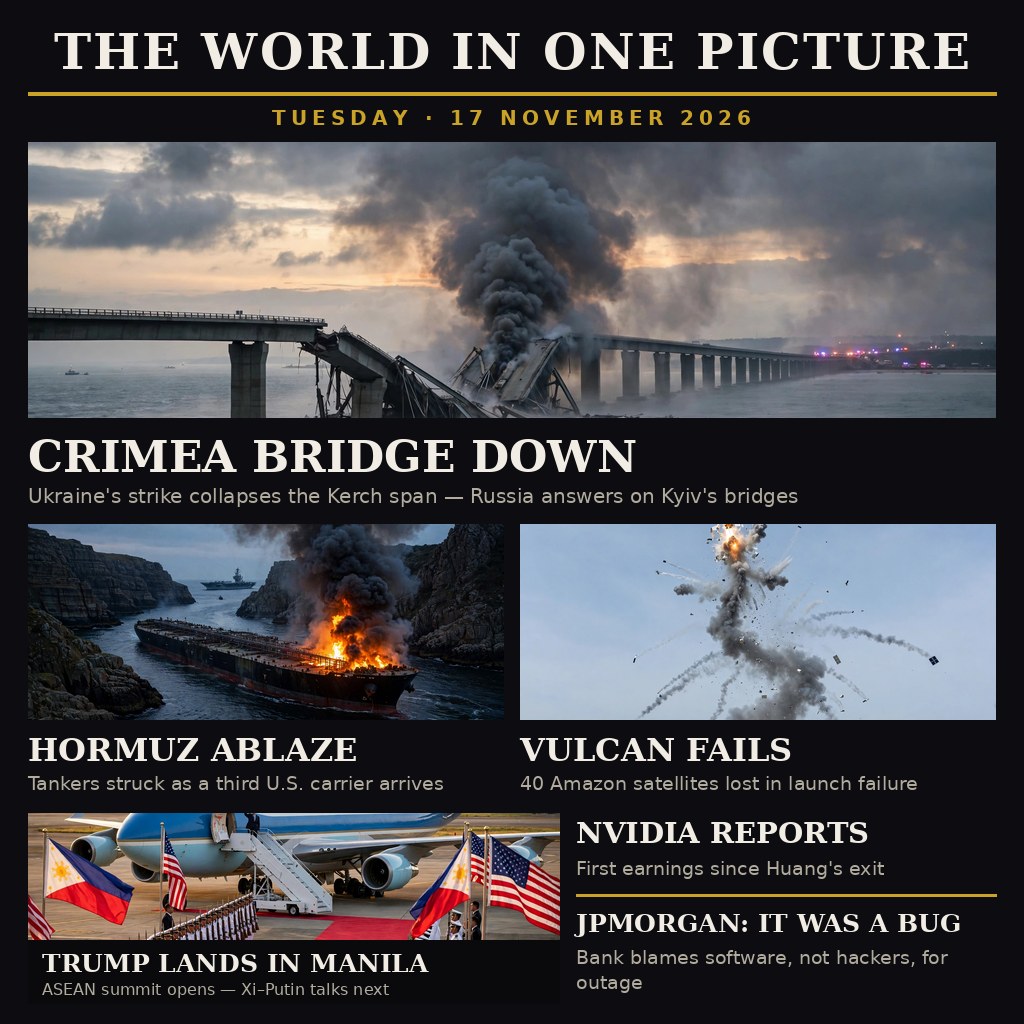 THE WORLD IN ONE PICTURE
TUESDAY · 17 NOVEMBER 2026
CRIMEA BRIDGE DOWN
Ukraine's strike collapses the Kerch span — Russia answers on Kyiv's bridges
HORMUZ ABLAZE
Tankers struck as a third U.S. carrier arrives
VULCAN FAILS
40 Amazon satellites lost in launch failure
TRUMP LANDS IN MANILA
ASEAN summit opens — Xi–Putin talks next
NVIDIA REPORTS
First earnings since Huang's exit
JPMORGAN: IT WAS A BUG
Bank blames software, not hackers, for
outage